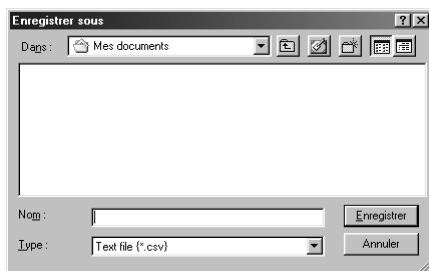 Enregistrer sous
Dans : Mes documents
Nom :
Enregistrer
Type : Text file {*.csv}
Annuler